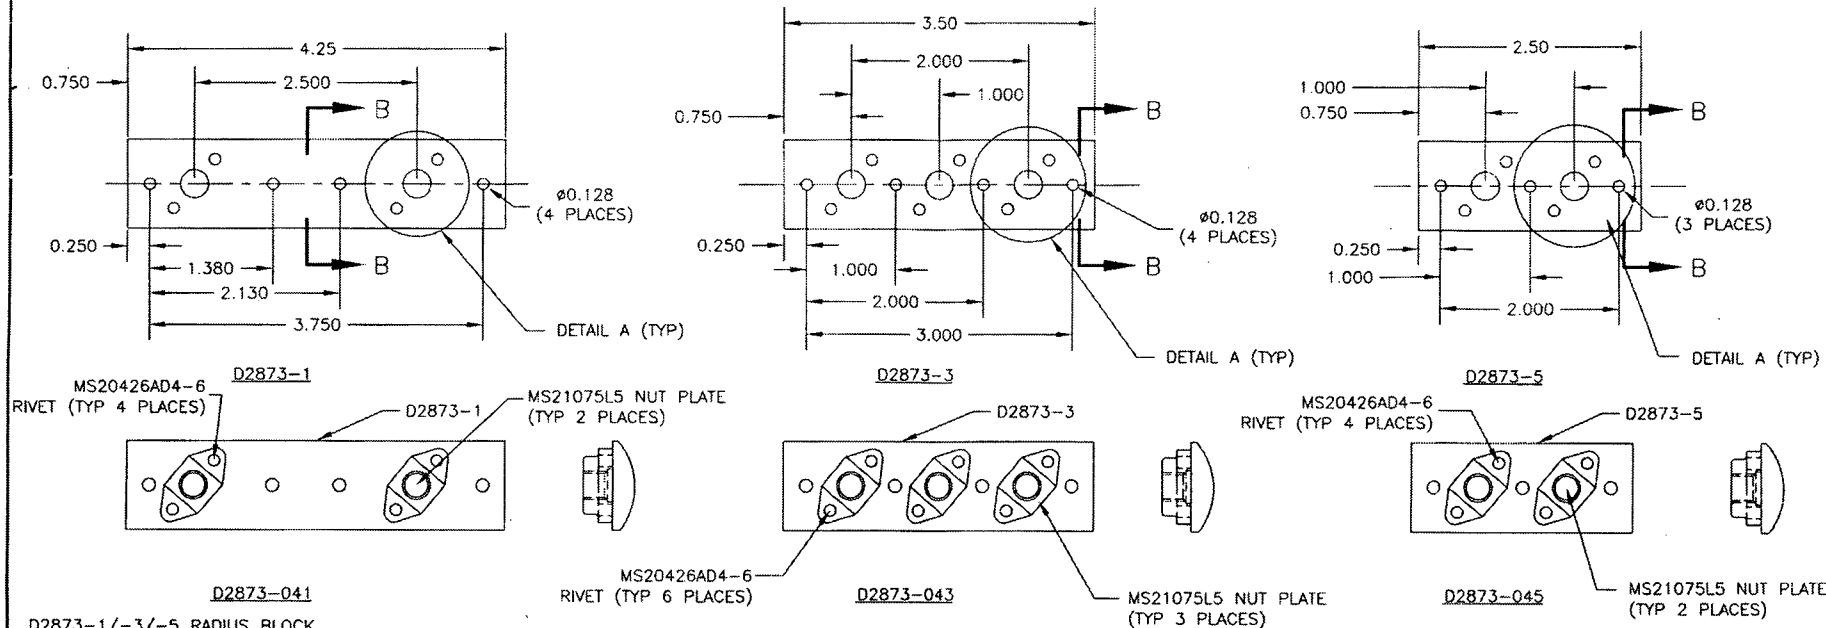 4.25
2.500
0.750
B
B
ø0.128
(4 PLACES)
0.250
1.380
2.130
3.750
DETAIL A (TYP)
D2873-1
3.50
2.000
1.000
0.750
B
B
ø0.128
(4 PLACES)
0.250
1.000
2.000
3.000
DETAIL A (TYP)
D2873-3
2.50
1.000
0.750
B
B
ø0.128
(3 PLACES)
0.250
1.000
2.000
DETAIL A (TYP)
D2873-5
MS20426AD4-6
RIVET (TYP 4 PLACES)
D2873-1
MS21075L5 NUT PLATE
(TYP 2 PLACES)
D2873-041
D2873-3
MS20426AD4-6
RIVET (TYP 6 PLACES)
D2873-043
MS21075L5 NUT PLATE
(TYP 3 PLACES)
MS20426AD4-6
RIVET (TYP 4 PLACES)
D2873-5
D2873-045
MS21075L5 NUT PLATE
(TYP 2 PLACES)
D2873-1/-3/-5 RADIUS BLOCK